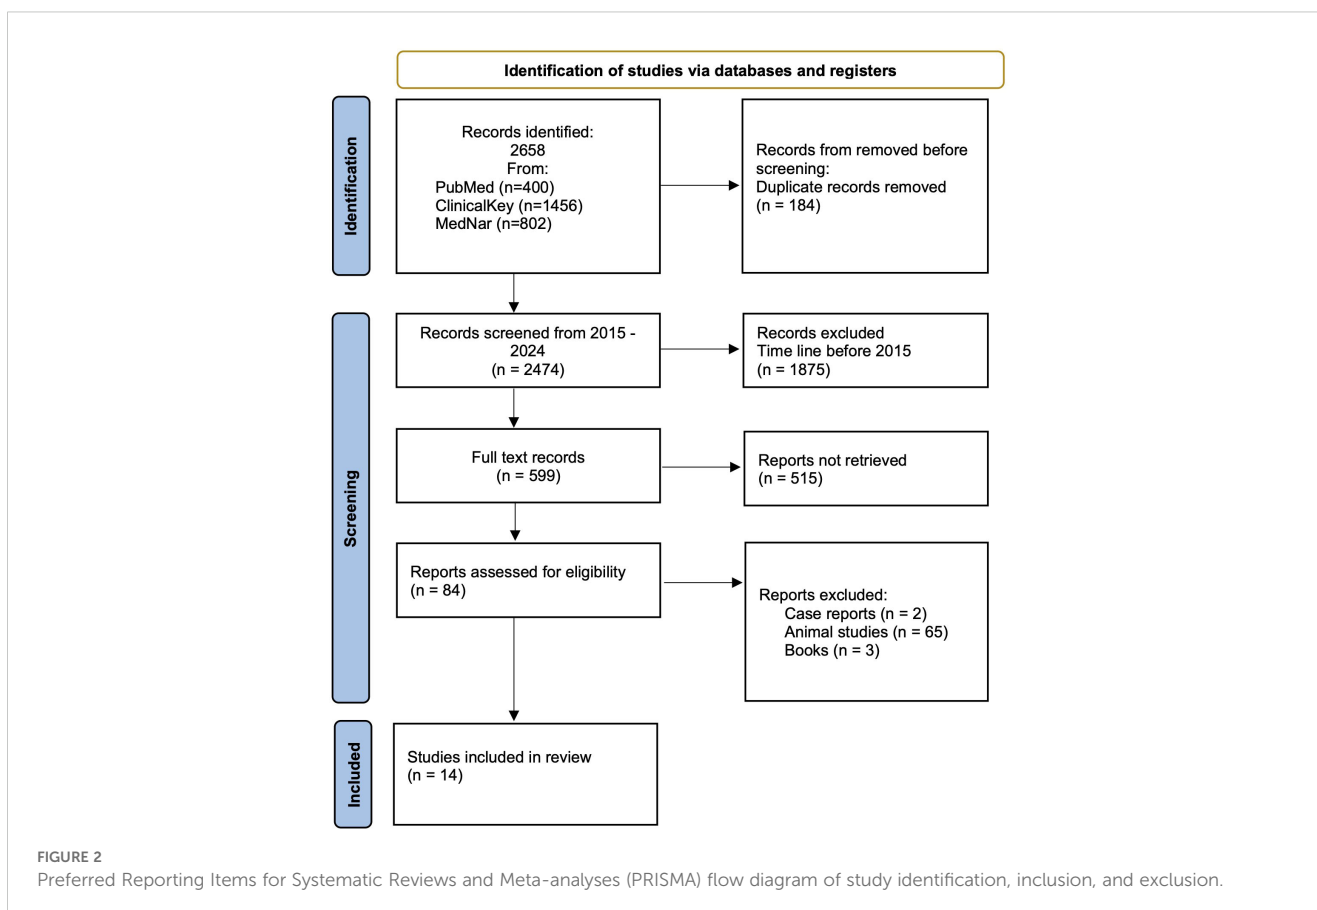 Identification of studies via databases and registers
Identification
Records identified:
2658
From:
PubMed (n=400)
ClinicalKey (n=1456)
MedNar (n=802)
Records from removed before
screening:
Duplicate records removed
(n = 184)
Screening
Records screened from 2015 -
2024
(n = 2474)
Records excluded
Time line before 2015
(n = 1875)
Full text records
(n = 599)
Reports not retrieved
(n = 515)
Reports assessed for eligibility
(n = 84)
Reports excluded:
Case reports (n = 2)
Animal studies (n = 65)
Books (n = 3)
Included
Studies included in review
(n = 14)
FIGURE 2
Preferred Reporting Items for Systematic Reviews and Meta-analyses (PRISMA) flow diagram of study identification, inclusion, and exclusion.